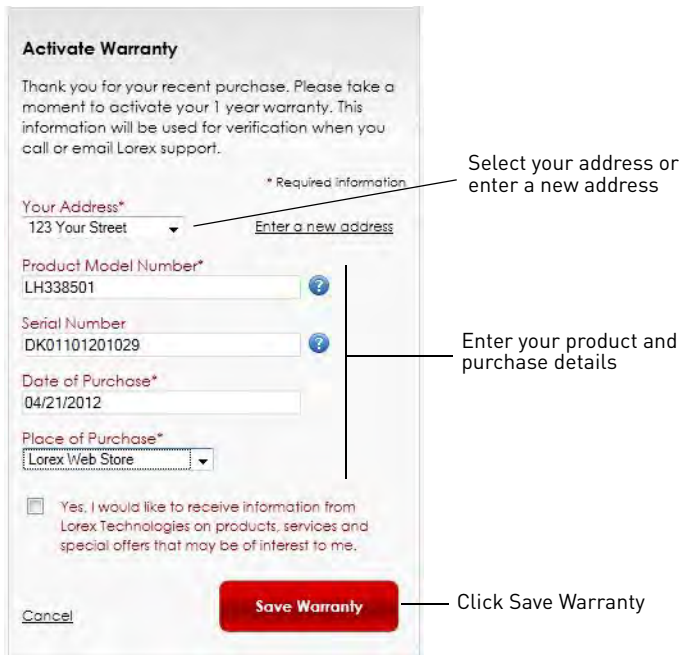 Activate Warranty
Thank you for your recent purchase. Please take a
moment to activate your 1 year warranty. This
information will be used for verification when you
call or email Lorex support.
* Required information
Your Address*
123 Your Street
Enter a new address
Select your address or
enter a new address
Product Model Number*
LH338501
Serial Number
DK01101201029
Date of Purchase*
04/21/2012
Place of Purchase*
Lorex Web Store
Enter your product and
purchase details
Yes, I would like to receive information from
Lorex Technologies on products, services and
special offers that may be of interest to me.
Cancel
Save Warranty
Click Save Warranty